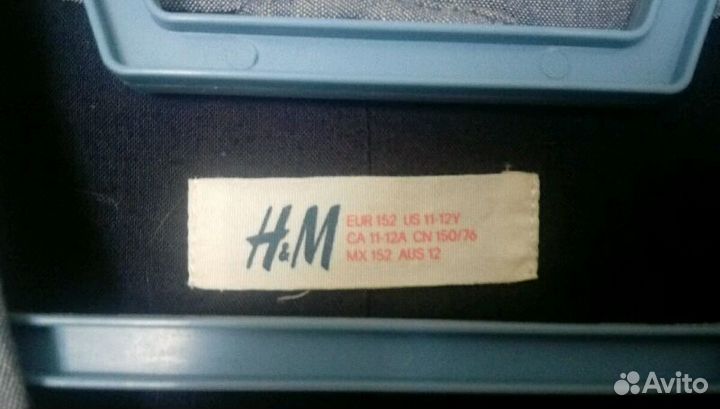 H&M
EUR 152 US 11-12Y
CA 11-12A CN 150/76
MX 152 AUS 12
Avito